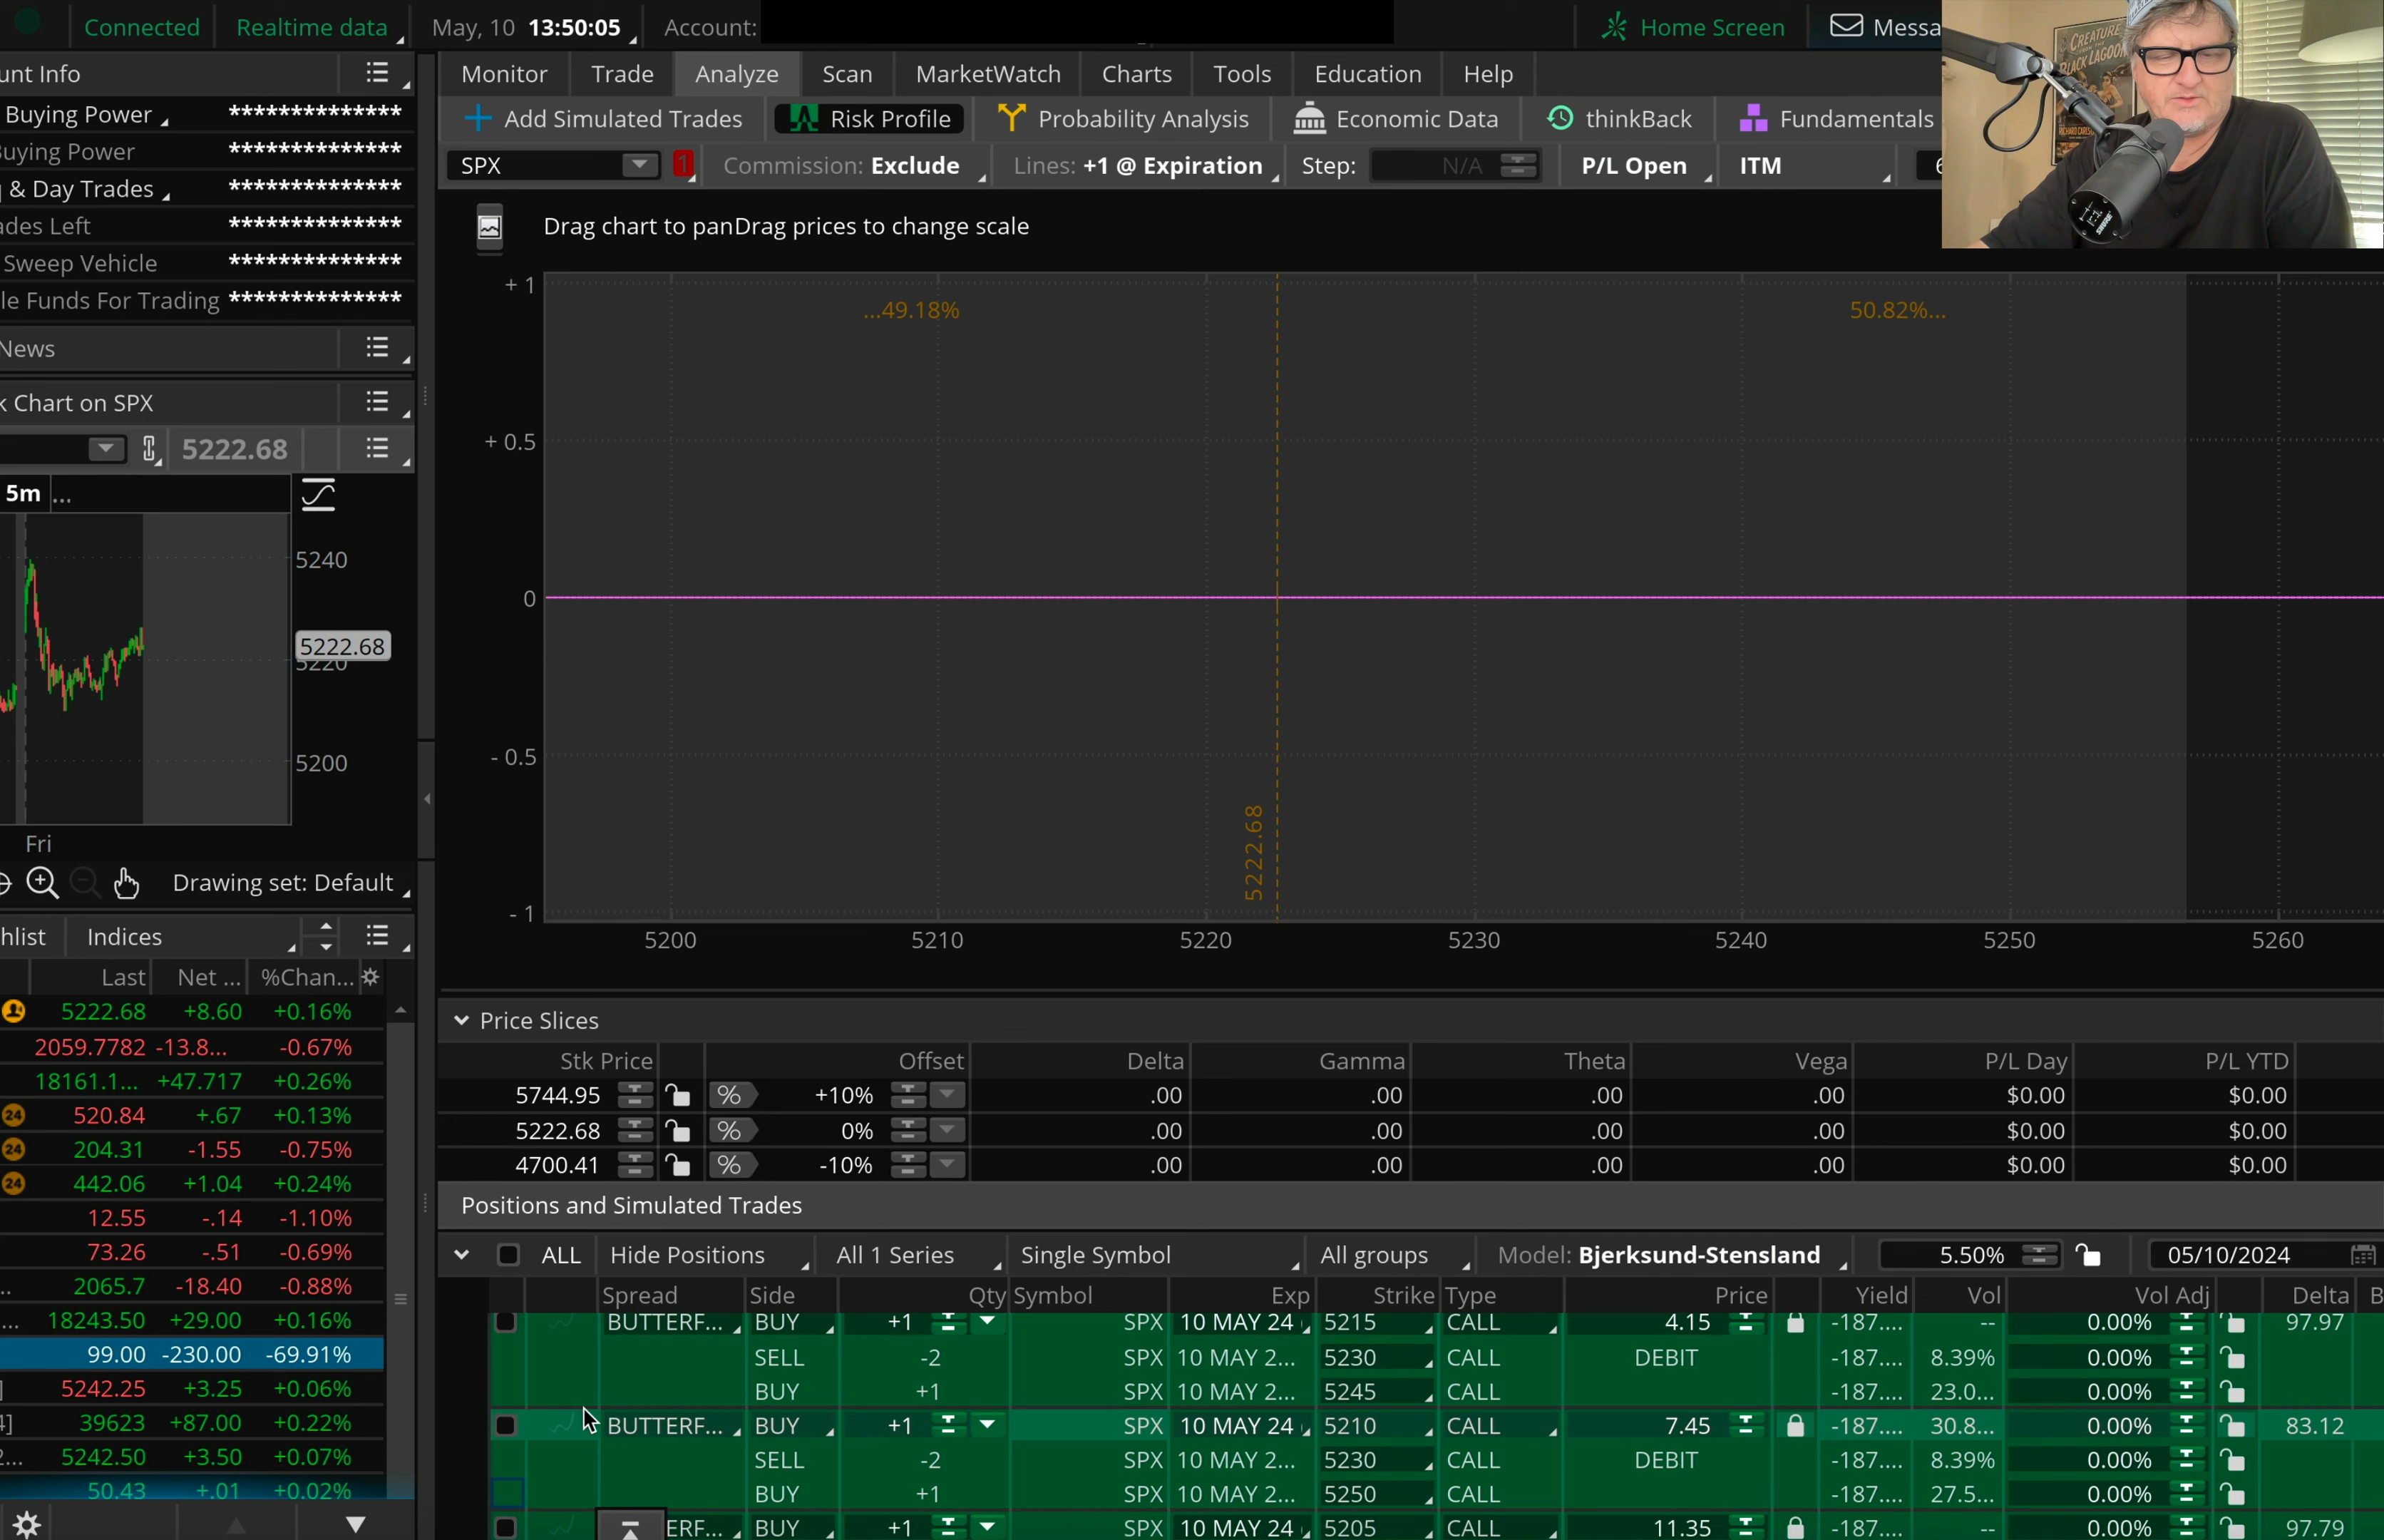 Connected Realtime data May, 10 13:50:05 Account: Home Screen Messa
unt Info
Monitor Trade Analyze Scan MarketWatch Charts Tools Education Help
Buying Power **************
Add Simulated Trades Risk Profile Probability Analysis Economic Data thinkBack Fundamentals
Buying Power **************
SPX 1 Commission: Exclude Lines: +1 @ Expiration Step: N/A P/L Open ITM
& Day Trades **************
ades Left **************
Drag chart to panDrag prices to change scale
Sweep Vehicle **************
le Funds For Trading **************
CREATURE
BLACK LAGOON
+ 1
...49.18% 50.82%...
News
Chart on SPX
5222.68
+ 0.5
5m ...
5240
0
5222.68
5220
- 0.5
5200
5222.68
Fri
Drawing set: Default
- 1
5200 5210 5220 5230 5240 5250 5260
hlist Indices
Last Net ... %Chan...
5222.68 +8.60 +0.16%
2059.7782 -13.8... -0.67%
18161.1... +47.717 +0.26%
24 520.84 +.67 +0.13%
24 204.31 -1.55 -0.75%
24 442.06 +1.04 +0.24%
12.55 -.14 -1.10%
73.26 -.51 -0.69%
2065.7 -18.40 -0.88%
18243.50 +29.00 +0.16%
99.00 -230.00 -69.91%
5242.25 +3.25 +0.06%
39623 +87.00 +0.22%
5242.50 +3.50 +0.07%
50.43 +.01 +0.02%
Price Slices
Stk Price Offset Delta Gamma Theta Vega P/L Day P/L YTD
5744.95 % +10% .00 .00 .00 .00 $0.00 $0.00
5222.68 % 0% .00 .00 .00 .00 $0.00 $0.00
4700.41 % -10% .00 .00 .00 .00 $0.00 $0.00
Positions and Simulated Trades
ALL Hide Positions All 1 Series Single Symbol All groups Model: Bjerksund-Stensland 5.50% 05/10/2024
Spread Side Qty Symbol Exp Strike Type Price Yield Vol Vol Adj Delta
BUTTERF... BUY +1 SPX 10 MAY 24 5215 CALL 4.15 -187.... -- 0.00% 97.97
SELL -2 SPX 10 MAY 2... 5230 CALL DEBIT -187.... 8.39% 0.00%
BUY +1 SPX 10 MAY 2... 5245 CALL -187.... 23.0... 0.00%
BUTTERF... BUY +1 SPX 10 MAY 24 5210 CALL 7.45 -187.... 30.8... 0.00% 83.12
SELL -2 SPX 10 MAY 2... 5230 CALL DEBIT -187.... 8.39% 0.00%
BUY +1 SPX 10 MAY 2... 5250 CALL -187.... 27.5... 0.00%
ERF... BUY +1 SPX 10 MAY 24 5205 CALL 11.35 -187.... -- 0.00% 97.79